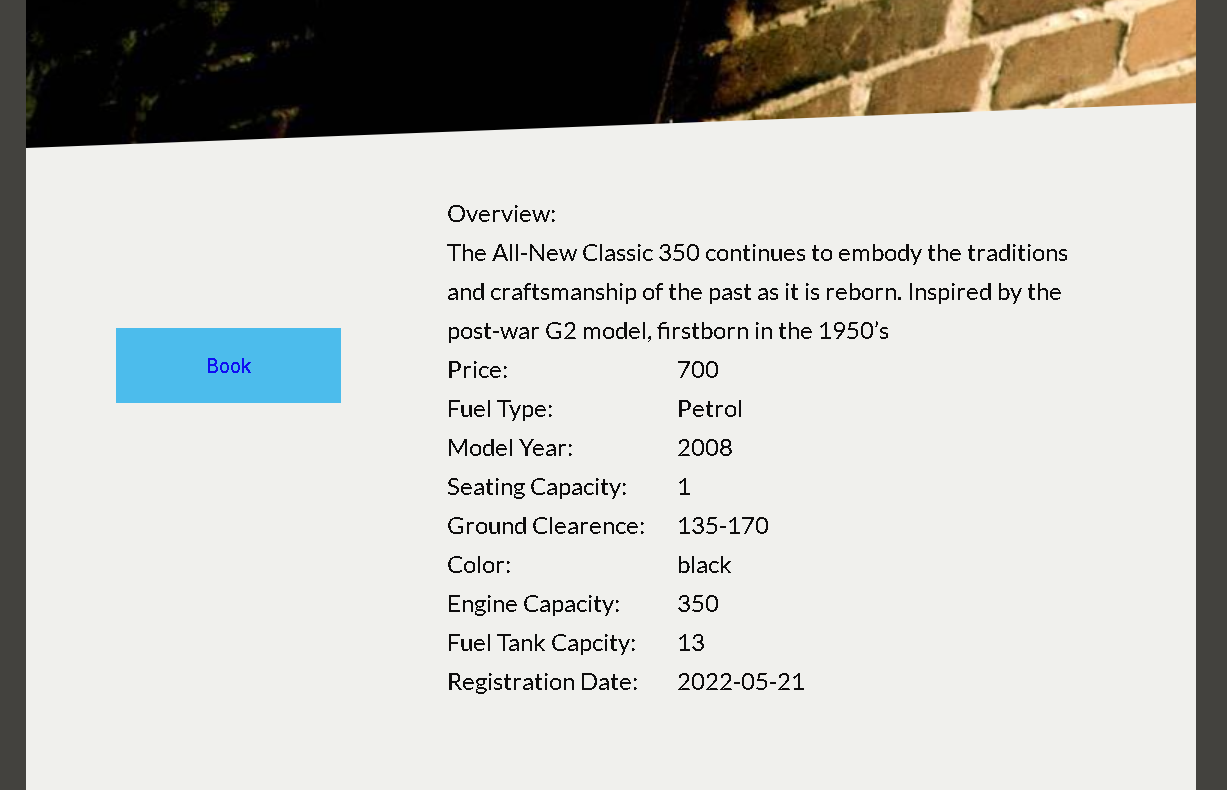 Overview:
The All-New Classic 350 continues to embody the traditions
and craftsmanship of the past as it is reborn. Inspired by the
post-war G2 model, firstborn in the 1950’s
Book
Price: 700
Fuel Type: Petrol
Model Year: 2008
Seating Capacity: 1
Ground Clearence: 135-170
Color: black
Engine Capacity: 350
Fuel Tank Capcity: 13
Registration Date: 2022-05-21